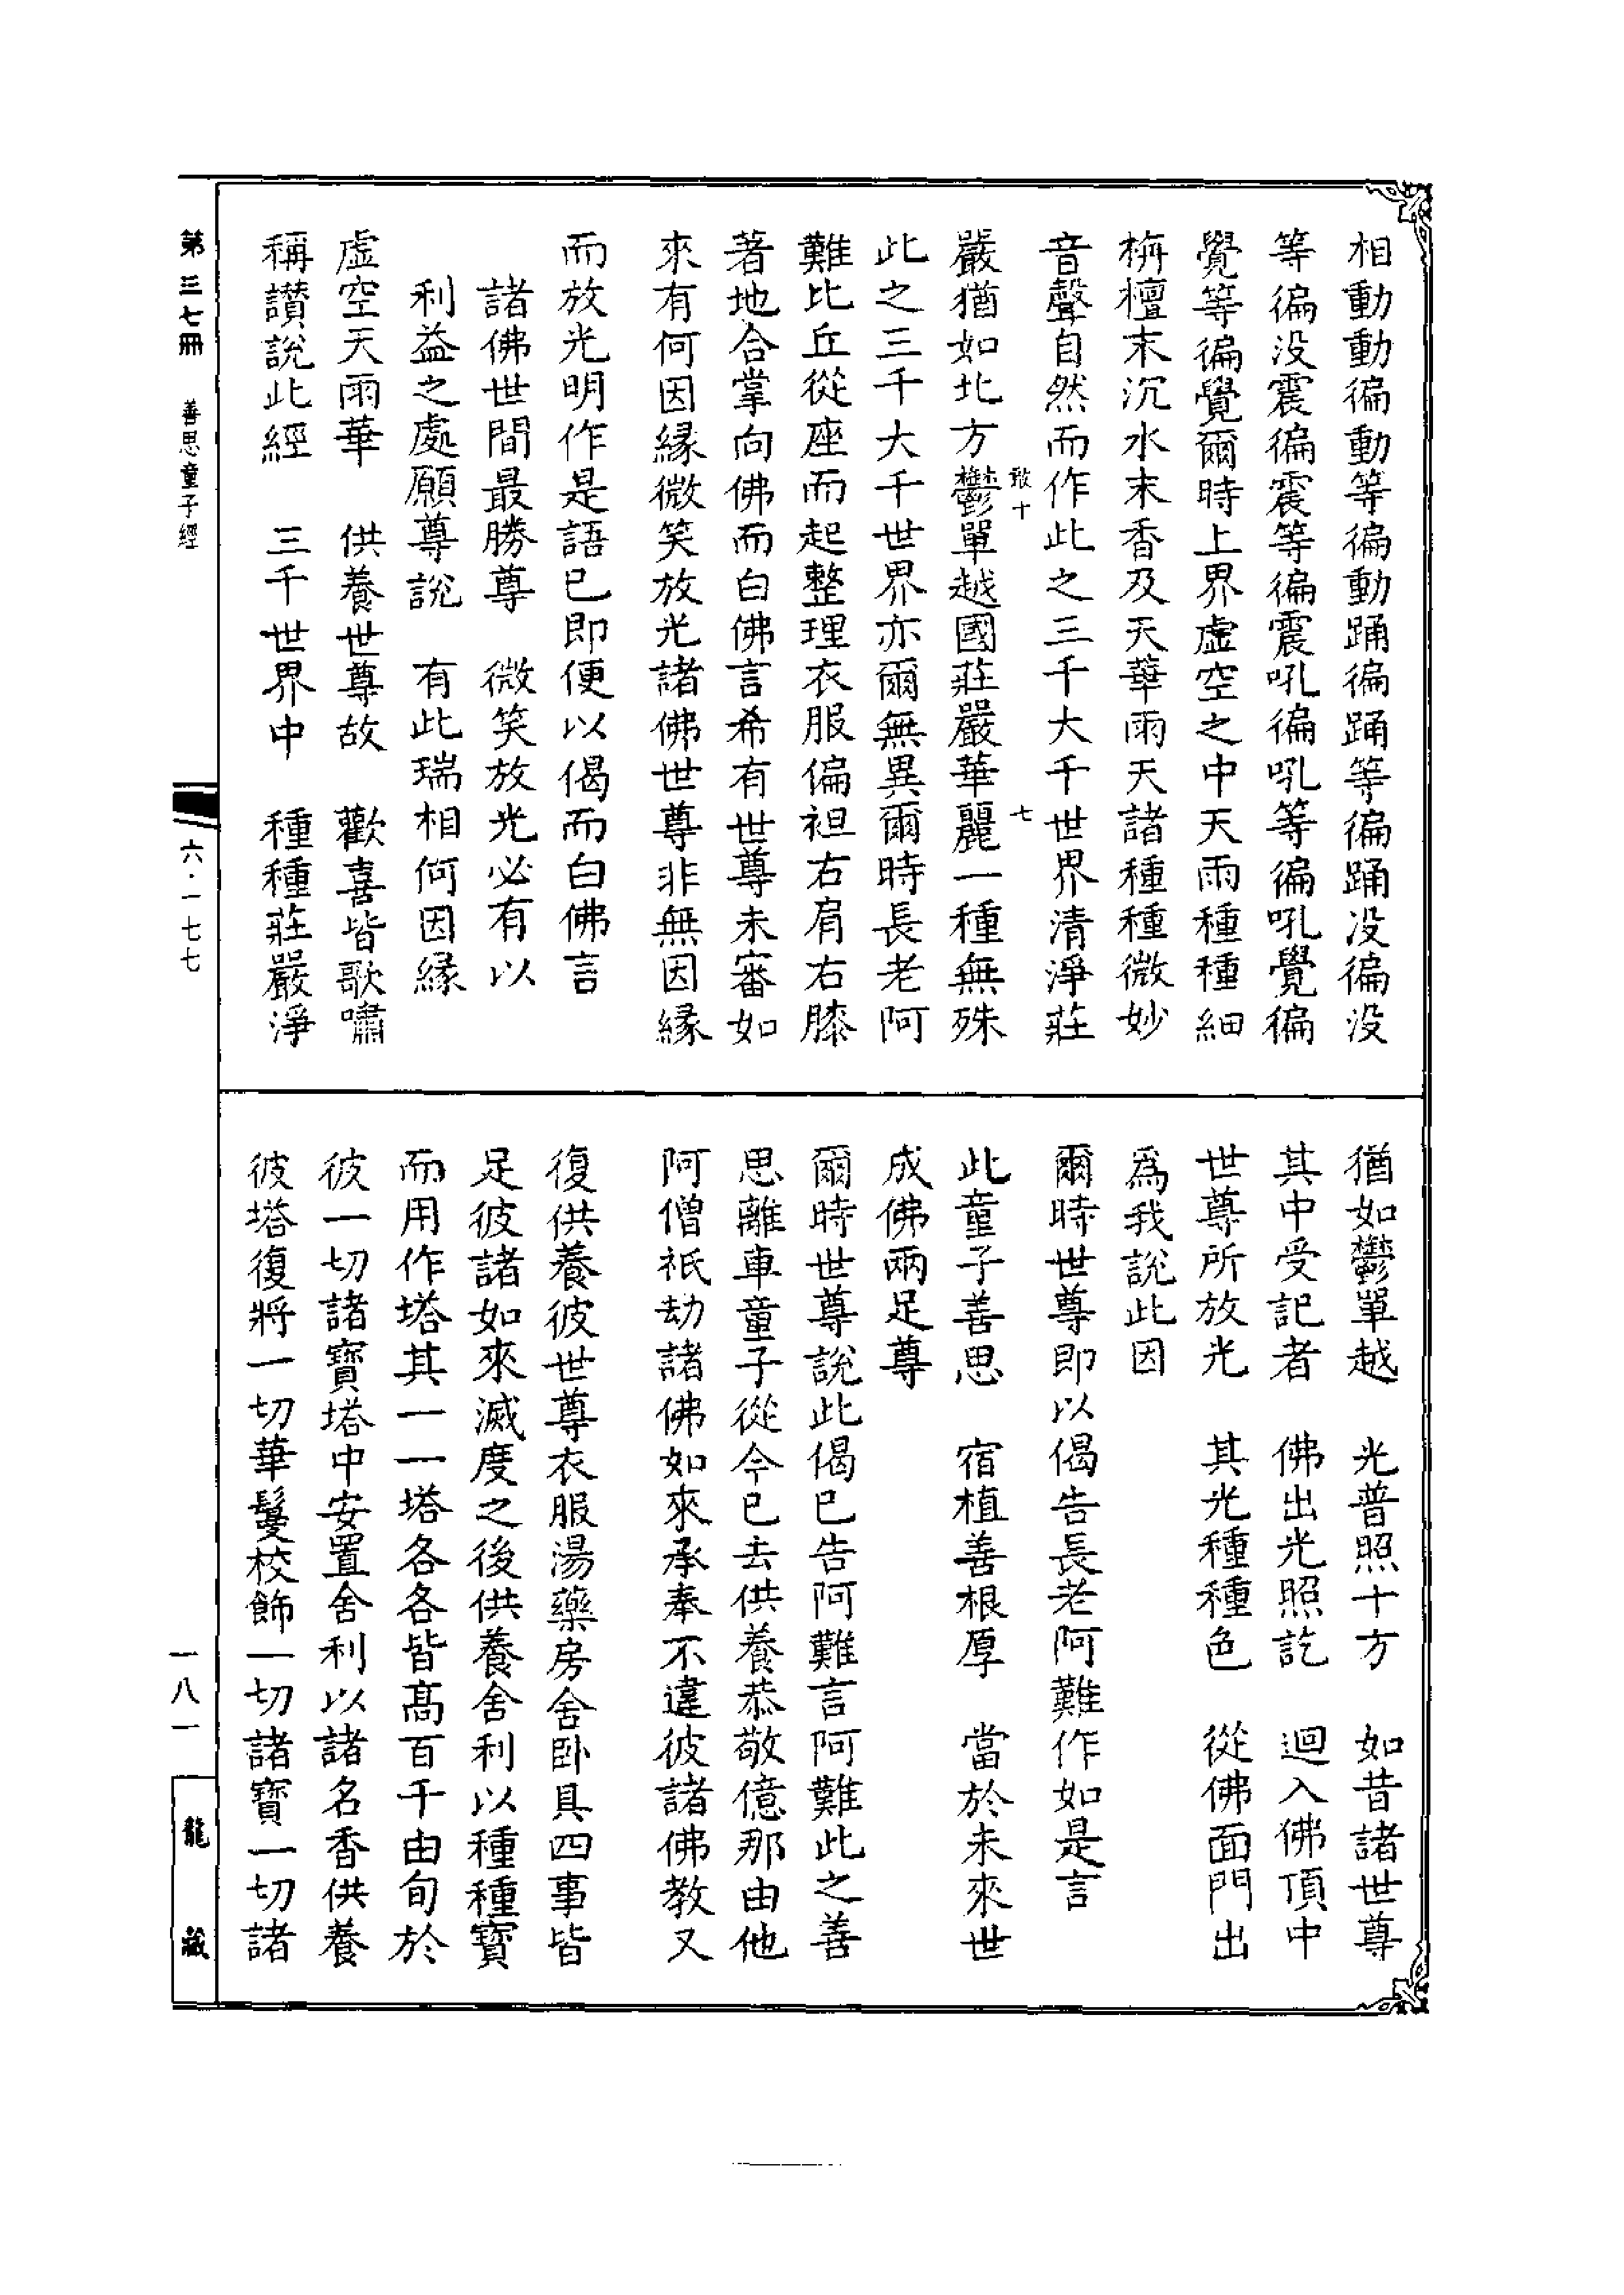 相動動徧動等徧動踊徧踊等徧踊没徧没
等徧没震徧震等徧震吼徧吼等徧吼覺徧
覺等徧覺爾時上界虛空之中天雨種種細
栴檀末沉水末香及天華雨天諸種種微妙
音聲自然而作此之三千大千世界清淨莊
散十 七
嚴猶如北方鬱單越國莊嚴華麗一種無殊
此之三千大千世界亦爾無異爾時長老阿
難比丘從座而起整理衣服偏袒右肩右膝
著地合掌向佛而白佛言希有世尊未審如
來有何因緣微笑放光諸佛世尊非無因緣
而放光明作是語已即便以偈而白佛言
諸佛世間最勝尊 微笑放光必有以
利益之處願尊説 有此瑞相何因緣
虛空天雨華 供養世尊故 歡喜皆歌嘯
稱讚説此經 三千世界中 種種莊嚴淨
猶如鬱單越 光普照十方 如昔諸世尊
其中受記者 佛出光照訖 迴入佛頂中
世尊所放光 其光種種色 從佛面門出
爲我説此因
爾時世尊即以偈告長老阿難作如是言
此童子善思 宿植善根厚 當於未來世
成佛兩足尊
爾時世尊説此偈已告阿難言阿難此之善
思離車童子從今已去供養恭敬億那由他
阿僧祇劫諸佛如來承奉不違彼諸佛教又
復供養彼世尊衣服湯藥房舍卧具四事皆
足彼諸如來滅度之後供養舍利以種種寶
而用作塔其一一塔各各皆高百千由旬於
彼一切諸寶塔中安置舍利以諸名香供養
彼塔復將一切華鬘校飾一切諸寶一切諸
第三七冊 善思童子經
六·一七七
一八一
龍藏